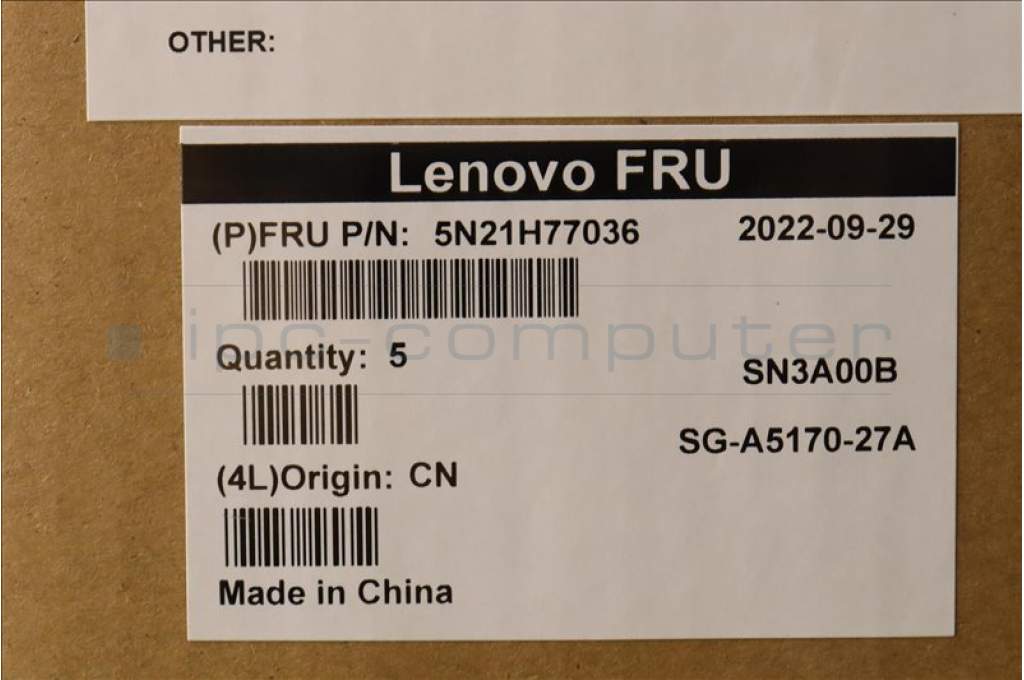 OTHER:
Lenovo FRU
(P)FRU P/N: 5N21H77036 2022-09-29
ipc-computer
Quantity: 5
SN3A00B
SG-A5170-27A
(4L)Origin: CN
Made in China